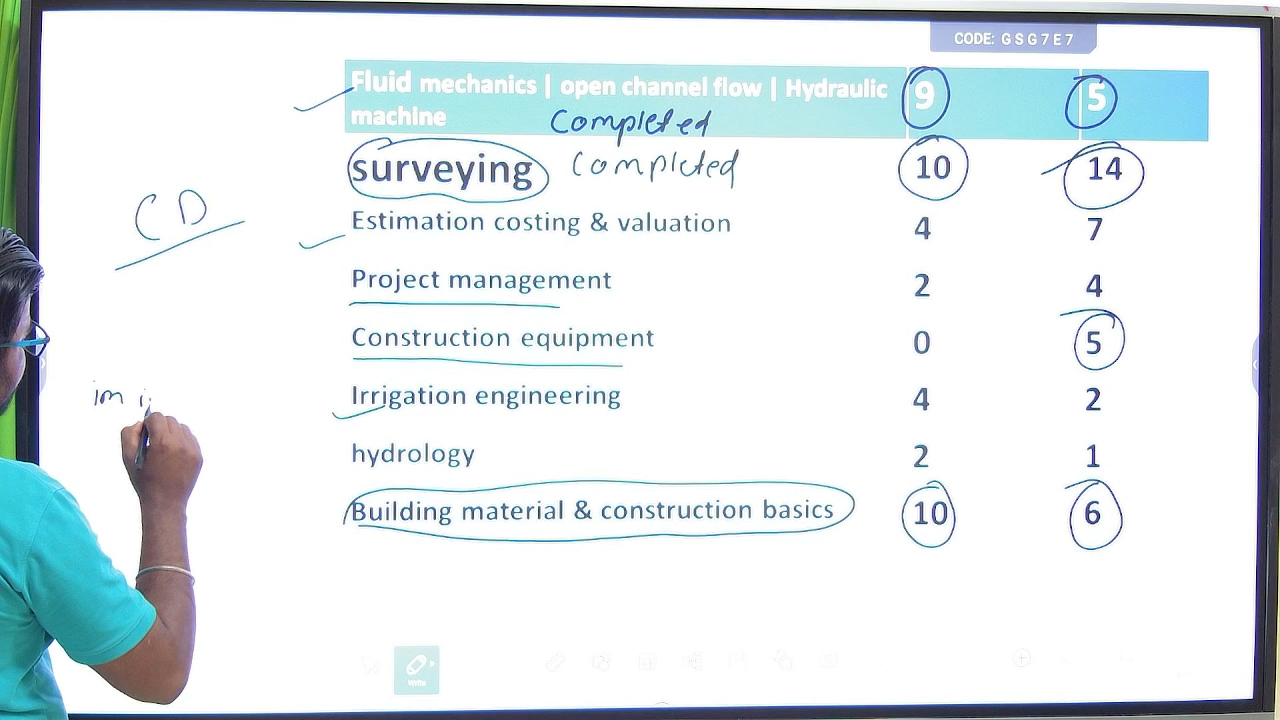 CODE: GSG7E7
Fluid mechanics | open channel flow | Hydraulic 9 5
machine Completed
surveying Completed 10 14
CD
Estimation costing & valuation 4 7
Project management 2 4
Construction equipment 0 5
im
Irrigation engineering 4 2
hydrology 2 1
Building material & construction basics 10 6
Write